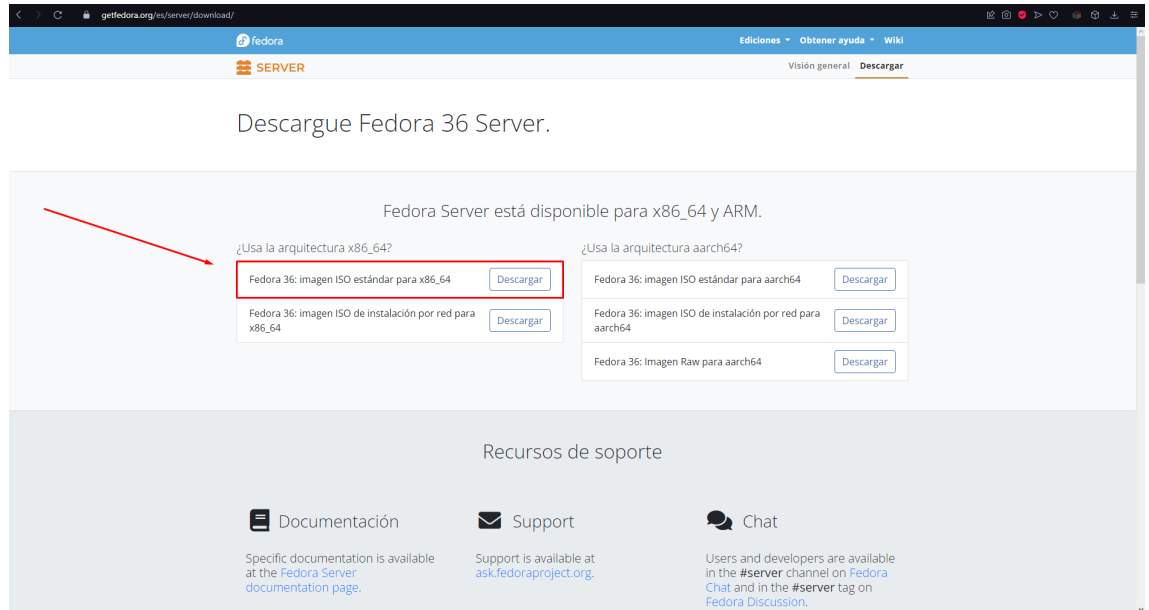 getfedora.org/es/server/download/
fedora
Ediciones Obtener ayuda Wiki
SERVER
Visión general Descargar
Descargue Fedora 36 Server.
Fedora Server está disponible para x86_64 y ARM.
¿Usa la arquitectura x86_64?
Fedora 36: imagen ISO estándar para x86_64 Descargar
Fedora 36: imagen ISO de instalación por red para
x86_64
Descargar
¿Usa la arquitectura aarch64?
Fedora 36: imagen ISO estándar para aarch64 Descargar
Fedora 36: imagen ISO de instalación por red para
aarch64
Descargar
Fedora 36: Imagen Raw para aarch64 Descargar
Recursos de soporte
Documentación
Specific documentation is available
at the Fedora Server
documentation page.
Support
Support is available at
ask.fedoraproject.org.
Chat
Users and developers are available
in the #server channel on Fedora
Chat and in the #server tag on
Fedora Discussion.